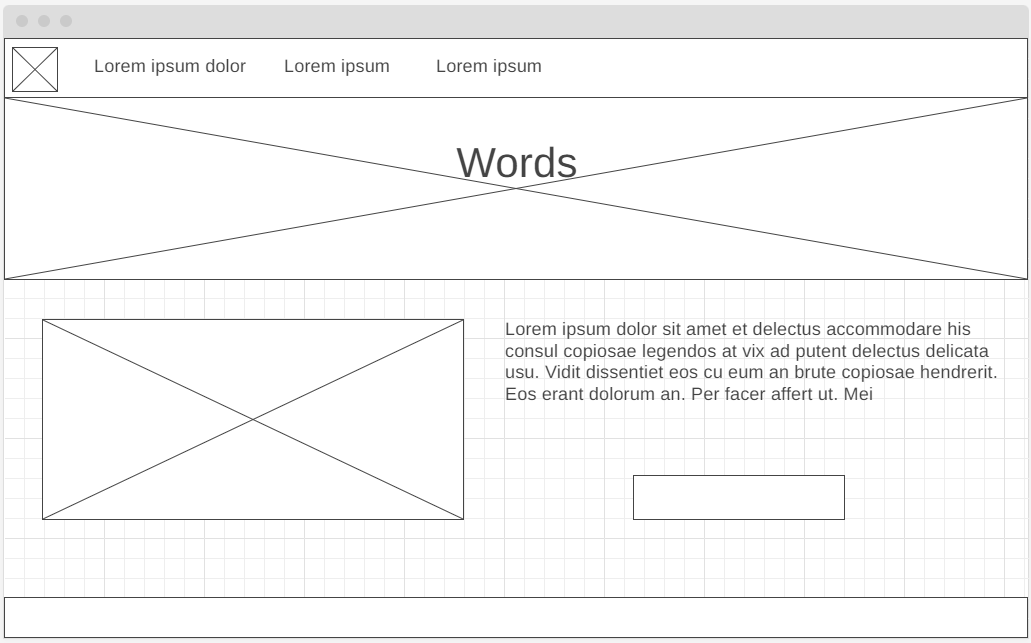 Lorem ipsum dolor Lorem ipsum Lorem ipsum
Words
Lorem ipsum dolor sit amet et delectus accommodare his
consul copiosae legendos at vix ad putent delectus delicata
usu. Vidit dissentiet eos cu eum an brute copiosae hendrerit.
Eos erant dolorum an. Per facer affert ut. Mei